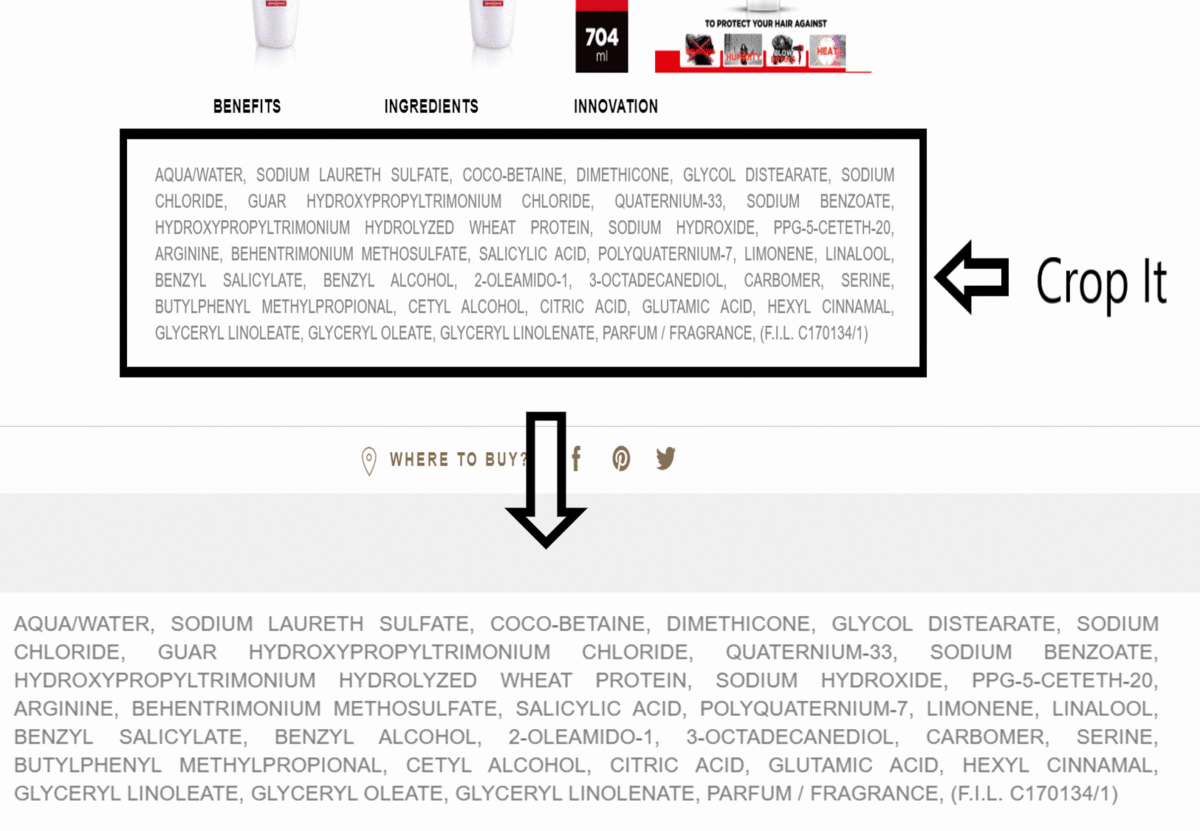 704
ml
TO PROTECT YOUR HAIR AGAINST
HUMIDITY
BLOW
HEAT
BENEFITS INGREDIENTS INNOVATION
AQUA/WATER, SODIUM LAURETH SULFATE, COCO-BETAINE, DIMETHICONE, GLYCOL DISTEARATE, SODIUM
CHLORIDE, GUAR HYDROXYPROPYLTRIMONIUM CHLORIDE, QUATERNIUM-33, SODIUM BENZOATE,
HYDROXYPROPYLTRIMONIUM HYDROLYZED WHEAT PROTEIN, SODIUM HYDROXIDE, PPG-5-CETETH-20,
ARGININE, BEHENTRIMONIUM METHOSULFATE, SALICYLIC ACID, POLYQUATERNIUM-7, LIMONENE, LINALOOL,
BENZYL SALICYLATE, BENZYL ALCOHOL, 2-OLEAMIDO-1, 3-OCTADECANEDIOL, CARBOMER, SERINE,
BUTYLPHENYL METHYLPROPIONAL, CETYL ALCOHOL, CITRIC ACID, GLUTAMIC ACID, HEXYL CINNAMAL,
GLYCERYL LINOLEATE, GLYCERYL OLEATE, GLYCERYL LINOLENATE, PARFUM / FRAGRANCE, (F.I.L. C170134/1)
Crop It
WHERE TO BUY?
AQUA/WATER, SODIUM LAURETH SULFATE, COCO-BETAINE, DIMETHICONE, GLYCOL DISTEARATE, SODIUM
CHLORIDE, GUAR HYDROXYPROPYLTRIMONIUM CHLORIDE, QUATERNIUM-33, SODIUM BENZOATE,
HYDROXYPROPYLTRIMONIUM HYDROLYZED WHEAT PROTEIN, SODIUM HYDROXIDE, PPG-5-CETETH-20,
ARGININE, BEHENTRIMONIUM METHOSULFATE, SALICYLIC ACID, POLYQUATERNIUM-7, LIMONENE, LINALOOL,
BENZYL SALICYLATE, BENZYL ALCOHOL, 2-OLEAMIDO-1, 3-OCTADECANEDIOL, CARBOMER, SERINE,
BUTYLPHENYL METHYLPROPIONAL, CETYL ALCOHOL, CITRIC ACID, GLUTAMIC ACID, HEXYL CINNAMAL,
GLYCERYL LINOLEATE, GLYCERYL OLEATE, GLYCERYL LINOLENATE, PARFUM / FRAGRANCE, (F.I.L. C170134/1)